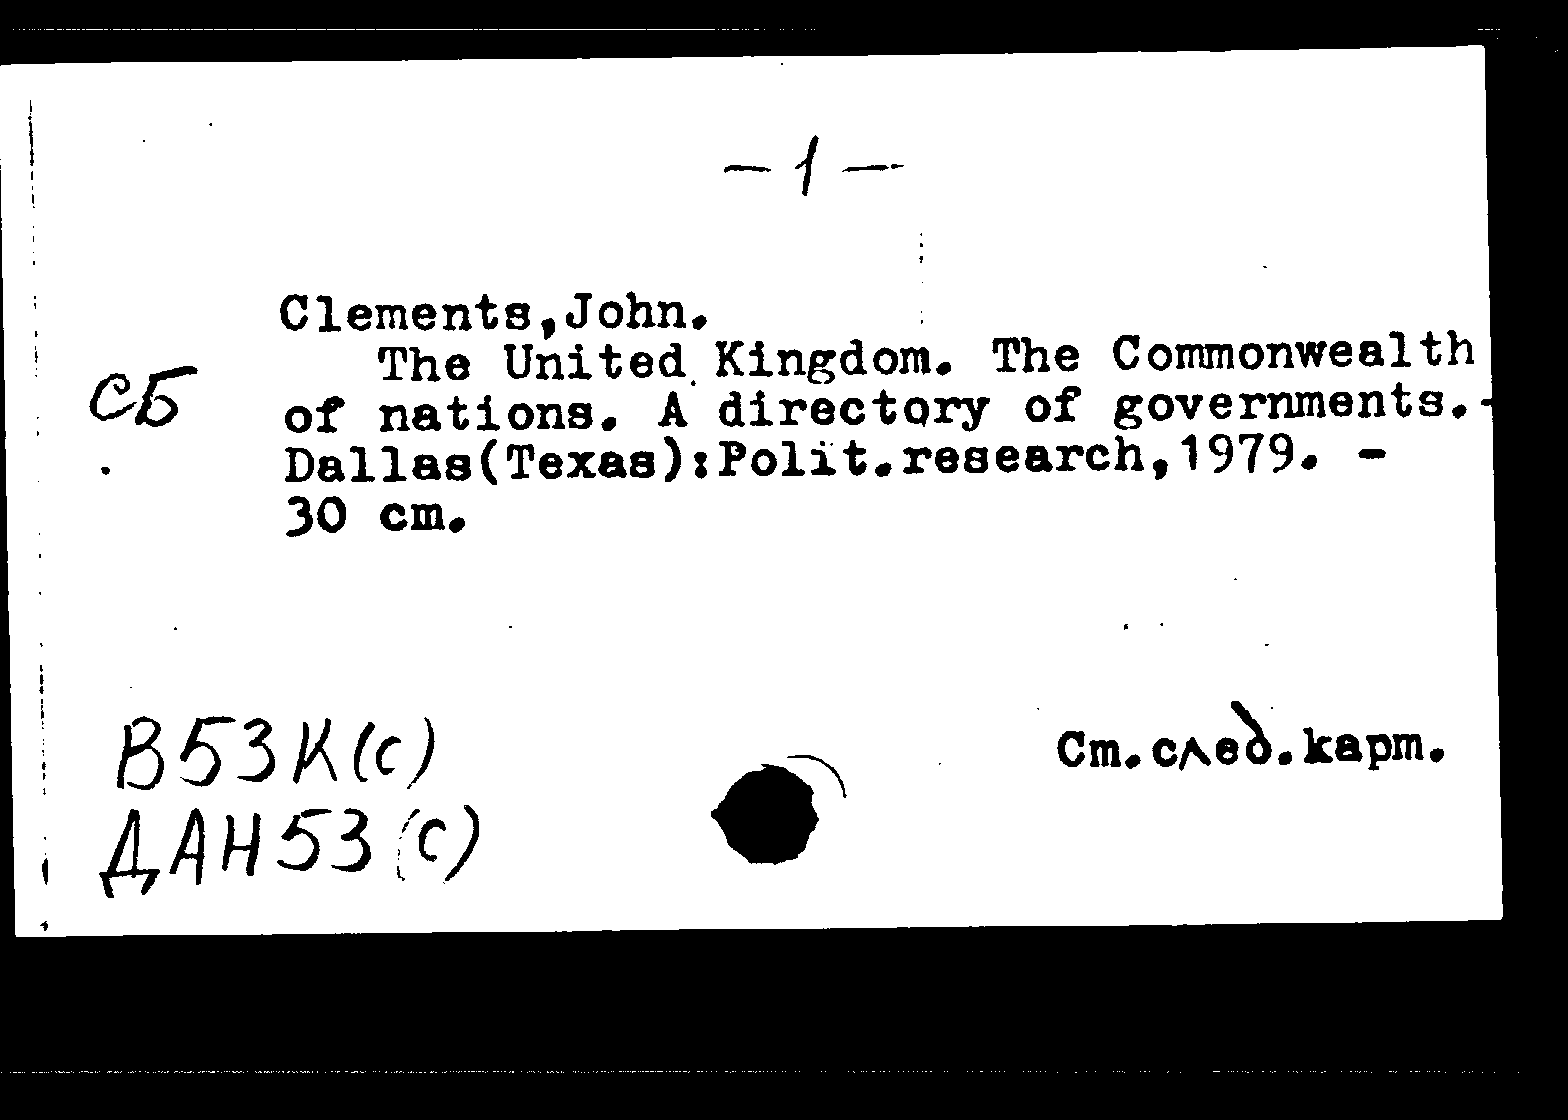 — 1 —
Clements,John.
The United Kingdom. The Commonwealth
of nations. A directory of governments.-
Dallas(Texas):Polit.research,1979. -
30 cm.
СБ
В53К(с)
ДАН53(с)
См.след.карт.